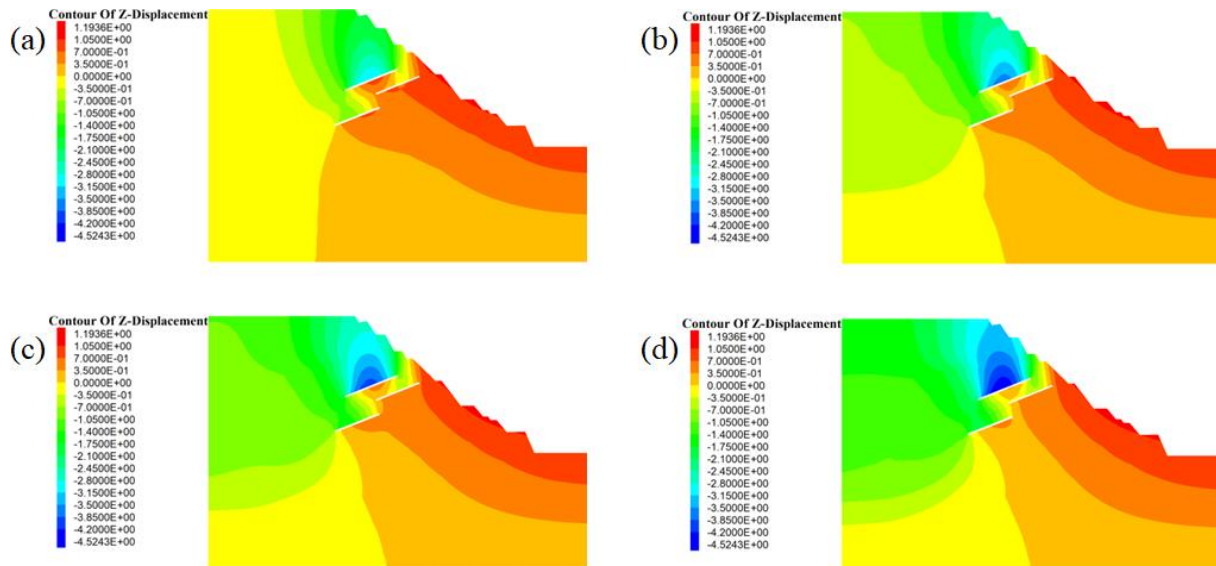 (a)
Contour Of Z-Displacement
1.1936E+00
1.0500E+00
7.0000E-01
3.5000E-01
0.0000E+00
-3.5000E-01
-7.0000E-01
-1.0500E+00
-1.4000E+00
-1.7500E+00
-2.1000E+00
-2.4500E+00
-2.8000E+00
-3.1500E+00
-3.5000E+00
-3.8500E+00
-4.2000E+00
-4.5243E+00
(b)
Contour Of Z-Displacement
1.1936E+00
1.0500E+00
7.0000E-01
3.5000E-01
0.0000E+00
-3.5000E-01
-7.0000E-01
-1.0500E+00
-1.4000E+00
-1.7500E+00
-2.1000E+00
-2.4500E+00
-2.8000E+00
-3.1500E+00
-3.5000E+00
-3.8500E+00
-4.2000E+00
-4.5243E+00
(c)
Contour Of Z-Displacement
1.1936E+00
1.0500E+00
7.0000E-01
3.5000E-01
0.0000E+00
-3.5000E-01
-7.0000E-01
-1.0500E+00
-1.4000E+00
-1.7500E+00
-2.1000E+00
-2.4500E+00
-2.8000E+00
-3.1500E+00
-3.5000E+00
-3.8500E+00
-4.2000E+00
-4.5243E+00
(d)
Contour Of Z-Displacement
1.1936E+00
1.0500E+00
7.0000E-01
3.5000E-01
0.0000E+00
-3.5000E-01
-7.0000E-01
-1.0500E+00
-1.4000E+00
-1.7500E+00
-2.1000E+00
-2.4500E+00
-2.8000E+00
-3.1500E+00
-3.5000E+00
-3.8500E+00
-4.2000E+00
-4.5243E+00